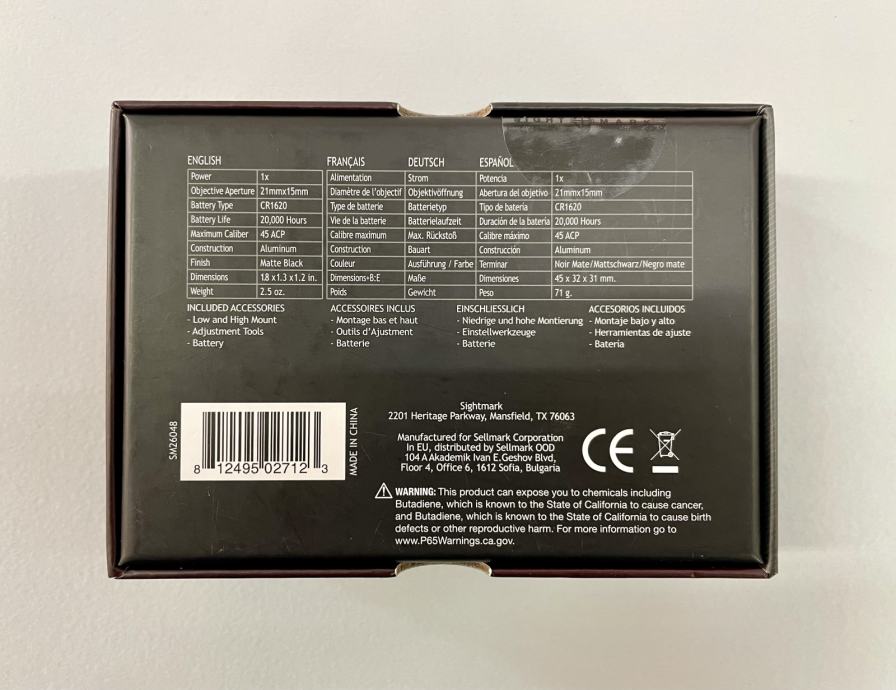 ENGLISH FRANÇAIS DEUTSCH ESPAÑOL
Power 1x Alimentation Strom Potencia 1x
Objective Aperture 21mmx15mm Diamètre de l'objectif Objektivöffnung Abertura del objetivo 21mmx15mm
Battery Type CR1620 Type de batterie Batterietyp Tipo de batería CR1620
Battery Life 20,000 Hours Vie de la batterie Batterielaufzeit Duración de la batería 20,000 Hours
Maximum Caliber 45 ACP Calibre maximum Max. Rückstoß Calibre máximo 45 ACP
Construction Aluminum Construction Bauart Construcción Aluminum
Finish Matte Black Couleur Ausführung / Farbe Terminar Noir Mate/Mattschwarz/Negro mate
Dimensions 1.8 x1.3 x1.2 in. Dimensions+B:E Maße Dimensiones 45 x 32 x 31 mm.
Weight 2.5 oz. Poids Gewicht Peso 71 g.
INCLUDED ACCESSORIES
- Low and High Mount
- Adjustment Tools
- Battery
ACCESSOIRES INCLUS
- Montage bas et haut
- Outils d'Ajustment
- Batterie
EINSCHLIESSLICH
- Niedrige und hohe Montierung
- Einstellwerkzeuge
- Batterie
ACCESORIOS INCLUIDOS
- Montaje bajo y alto
- Herramientas de ajuste
- Batería
SM26048
8 12495 02712 3
MADE IN CHINA
Sightmark
2201 Heritage Parkway, Mansfield, TX 76063
Manufactured for Sellmark Corporation
In EU, distributed by Sellmark OOD
104 A Akademik Ivan E.Geshov Blvd,
Floor 4, Office 6, 1612 Sofia, Bulgaria
CE
WARNING: This product can expose you to chemicals including
Butadiene, which is known to the State of California to cause cancer,
and Butadiene, which is known to the State of California to cause birth
defects or other reproductive harm. For more information go to
www.P65Warnings.ca.gov.